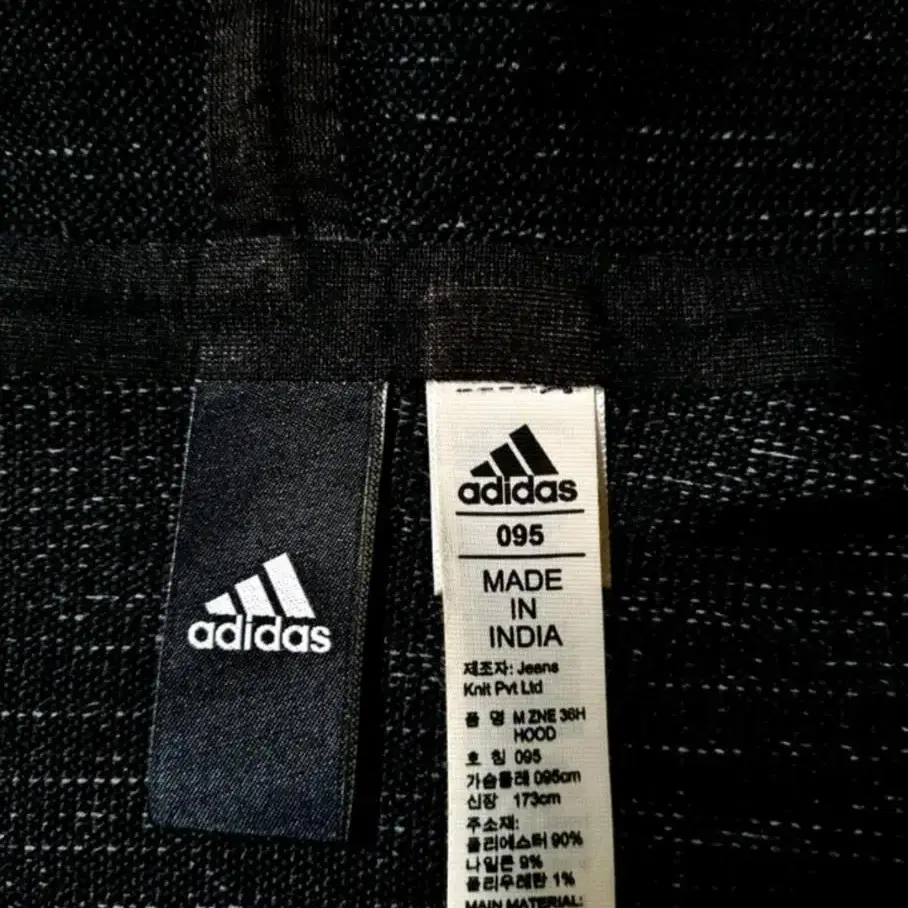 adidas
adidas
095
MADE
IN
INDIA
제조자: Jeans
Knit Pvt Ltd
품 명 M ZNE 36H
HOOD
호 칭 095
가슴둘레 095cm
신장 173cm
주소재:
폴리에스터 90%
나일론 9%
폴리우레탄 1%
MAIN MATERIAL: